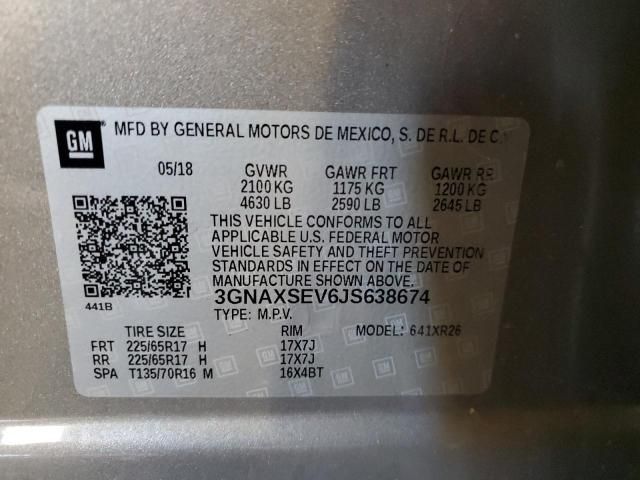 GM
MFD BY GENERAL MOTORS DE MEXICO, S. DE R.L. DE C.
05/18 GVWR GAWR FRT GAWR RR
2100 KG 1175 KG 1200 KG
4630 LB 2590 LB 2645 LB
THIS VEHICLE CONFORMS TO ALL
APPLICABLE U.S. FEDERAL MOTOR
VEHICLE SAFETY AND THEFT PREVENTION
STANDARDS IN EFFECT ON THE DATE OF
MANUFACTURE SHOWN ABOVE.
441B 3GNAXSEV6JS638674
TYPE: M.P.V.
TIRE SIZE RIM MODEL: 641XR26
FRT 225/65R17 H 17X7J
RR 225/65R17 H 17X7J
SPA T135/70R16 M 16X4BT